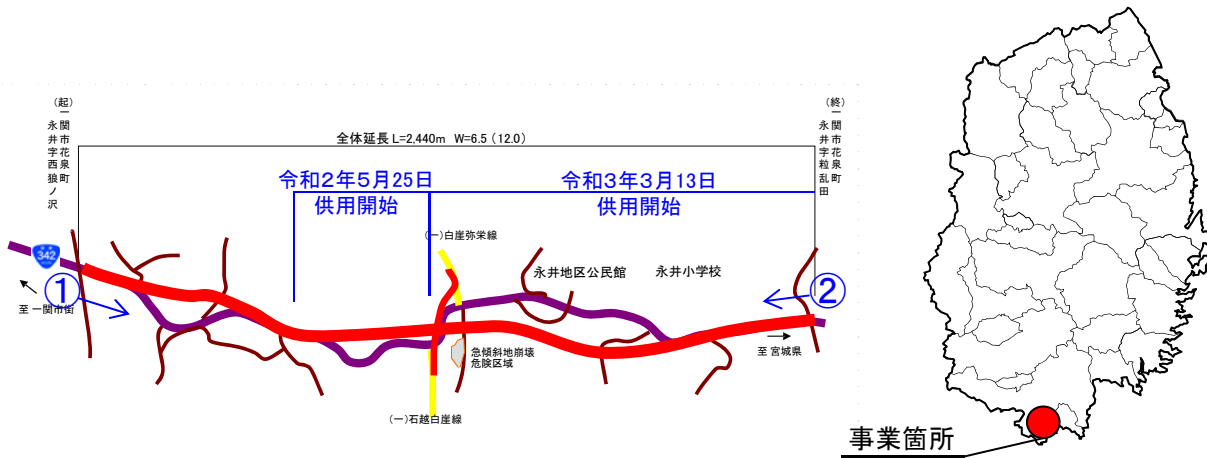 (起)一関市花泉町
永井字西狼ノ沢
(終)一関市花泉町
永井字粒乱田
全体延長 L=2,440m W=6.5 (12.0)
令和2年5月25日
供用開始
令和3年3月13日
供用開始
(一)白崖弥栄線
永井地区公民館
永井小学校
342
①
②
至 一関市街
至 宮城県
急傾斜地崩壊
危険区域
(一)石越白崖線
事業箇所